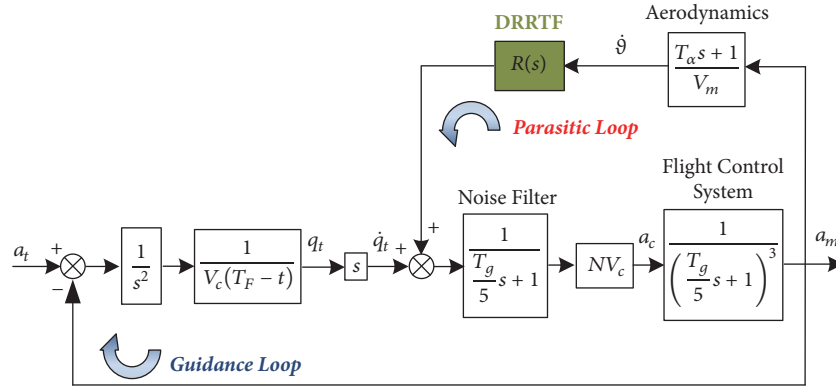 Aerodynamics
DRRTF
R(s)
ϑ̇
T_α s + 1
V_m
Parasitic Loop
Flight Control
System
Noise Filter
a_t
+
−
1
s²
1
V_c(T_F − t)
q_t
s
q̇_t
+
+
1
T_g
5
s + 1
NV_c
a_c
1
(T_g
5
s + 1)³
a_m
Guidance Loop